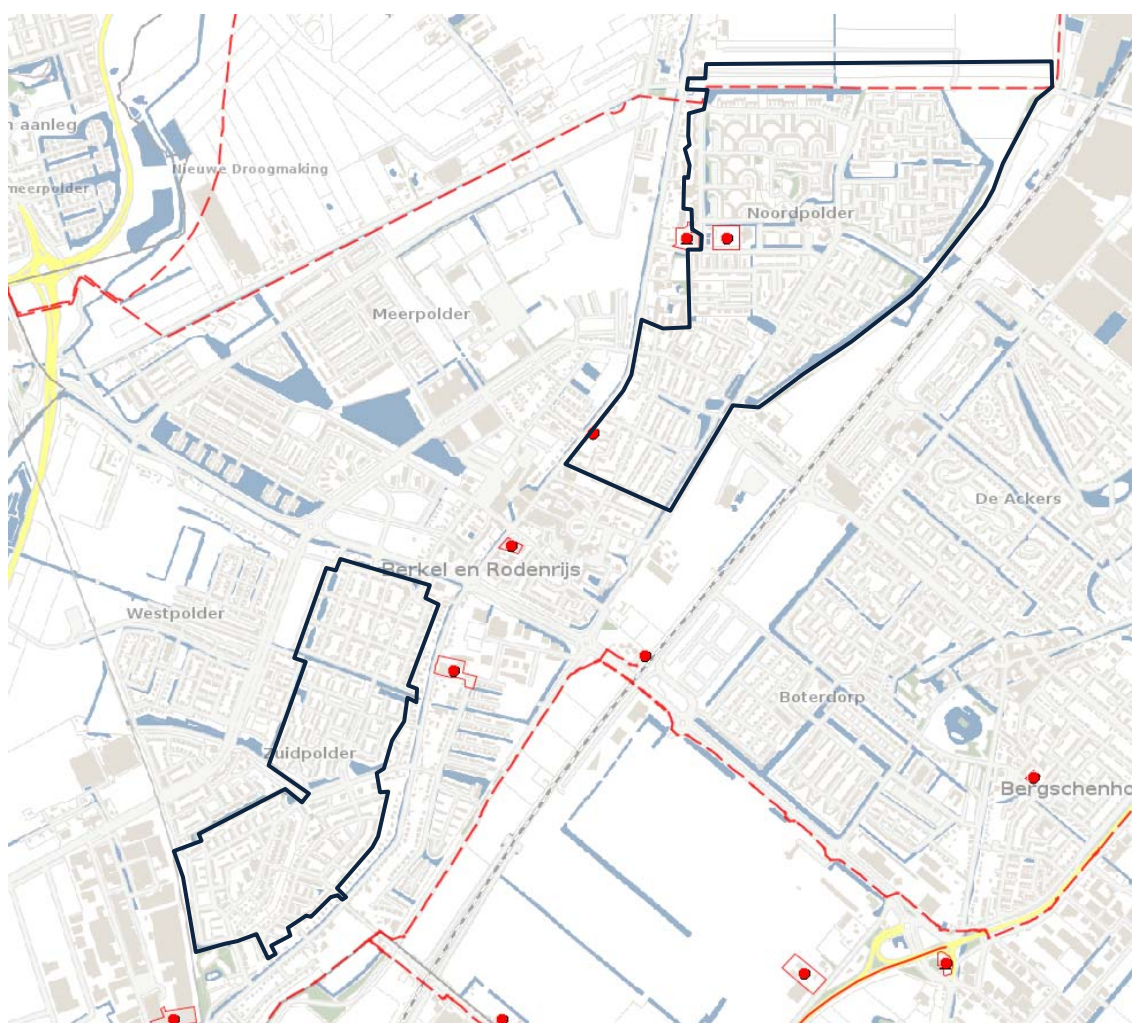 n aanleg
meerpolder
Nieuwe Droogmaking
Noordpolder
Meerpolder
De Ackers
Berkel en Rodenrijs
Westpolder
Boterdorp
Zuidpolder
Bergschenho